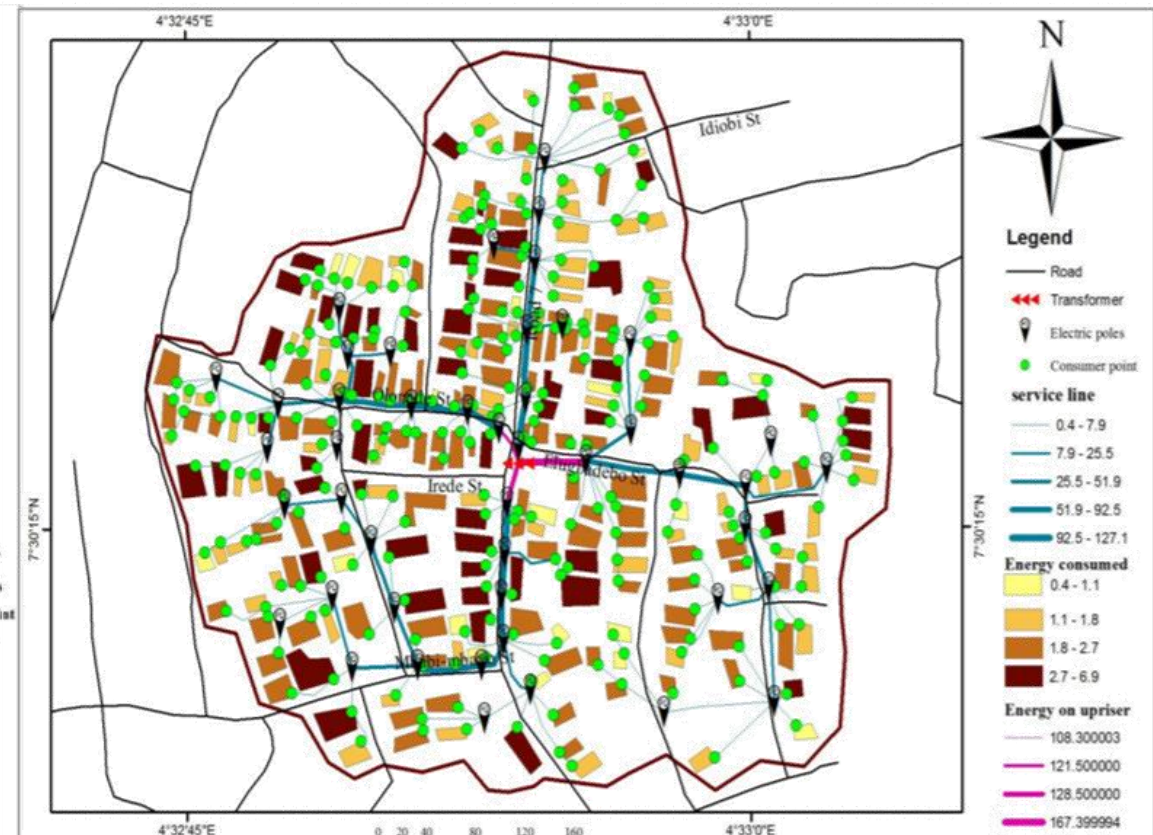 4°32'45"E
4°33'0"E
N
Idiobi St
Legend
Road
Transformer
Electric poles
Consumer point
service line
0.4 - 7.9
7.9 - 25.5
25.5 - 51.9
51.9 - 92.5
92.5 - 127.1
Energy consumed
0.4 - 1.1
1.1 - 1.8
1.8 - 2.7
2.7 - 6.9
Energy on upriser
108.300003
121.500000
128.500000
167.399994
St
St
Irede St
St
7°30'15"N
7°30'15"N
int
4°32'45"E
4°33'0"E
0 20 40 80 120 160